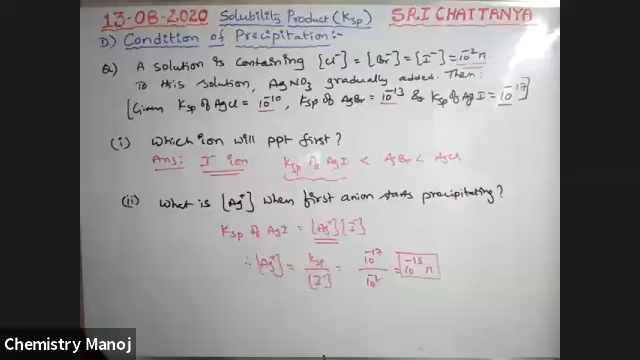 13-08-2020 Solubility Product (Ksp) SRI CHATTANYA
D) Condition of Precipitation:-
Q) A solution is containing [Cl⁻] = [Br⁻] = [I⁻] = 10⁻² M
To this solution, AgNO3 gradually added. Then:
[Given Ksp of AgCl = 10⁻¹⁰, Ksp of AgBr = 10⁻¹³ & Ksp of AgI = 10⁻¹⁷]
(i) Which ion will ppt first?
Ans: I⁻ ion Ksp of AgI < AgBr < AgCl
(ii) What is [Ag⁺] when first anion starts precipitating?
Ksp of AgI = [Ag⁺][I⁻]
∴ [Ag⁺] = Ksp/[I⁻] = 10⁻¹⁷/10⁻² = 10⁻¹⁵ M
Chemistry Manoj